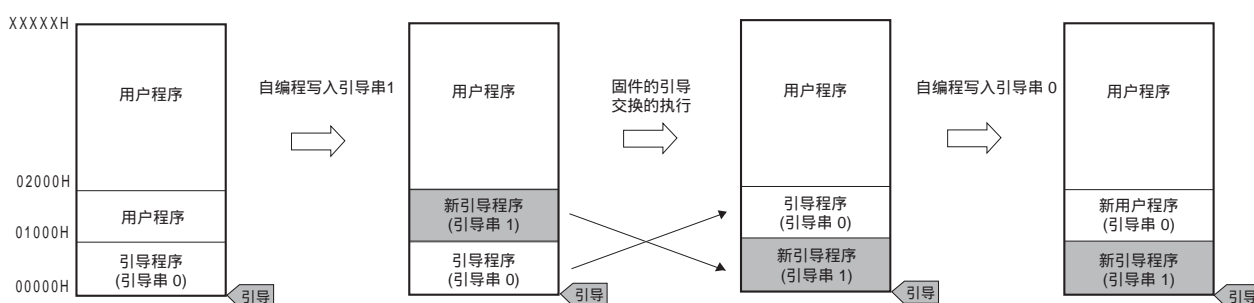 XXXXXH
用户程序
02000H
用户程序
01000H
引导程序
(引导串 0)
00000H
引导
自编程写入引导串1
用户程序
新引导程序
(引导串 1)
引导程序
(引导串 0)
引导
固件的引导
交换的执行
用户程序
引导程序
(引导串 0)
新引导程序
(引导串 1)
引导
自编程写入引导串 0
用户程序
新用户程序
(引导串 0)
新引导程序
(引导串 1)
引导